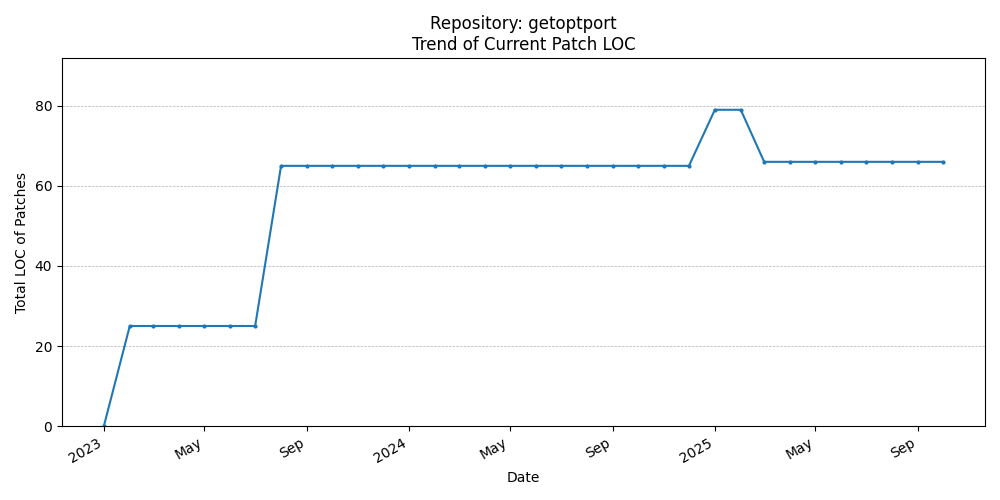 Repository: getoptport
Trend of Current Patch LOC
Total LOC of Patches
80
60
40
20
0
2023
May
Sep
2024
May
Sep
2025
May
Sep
Date